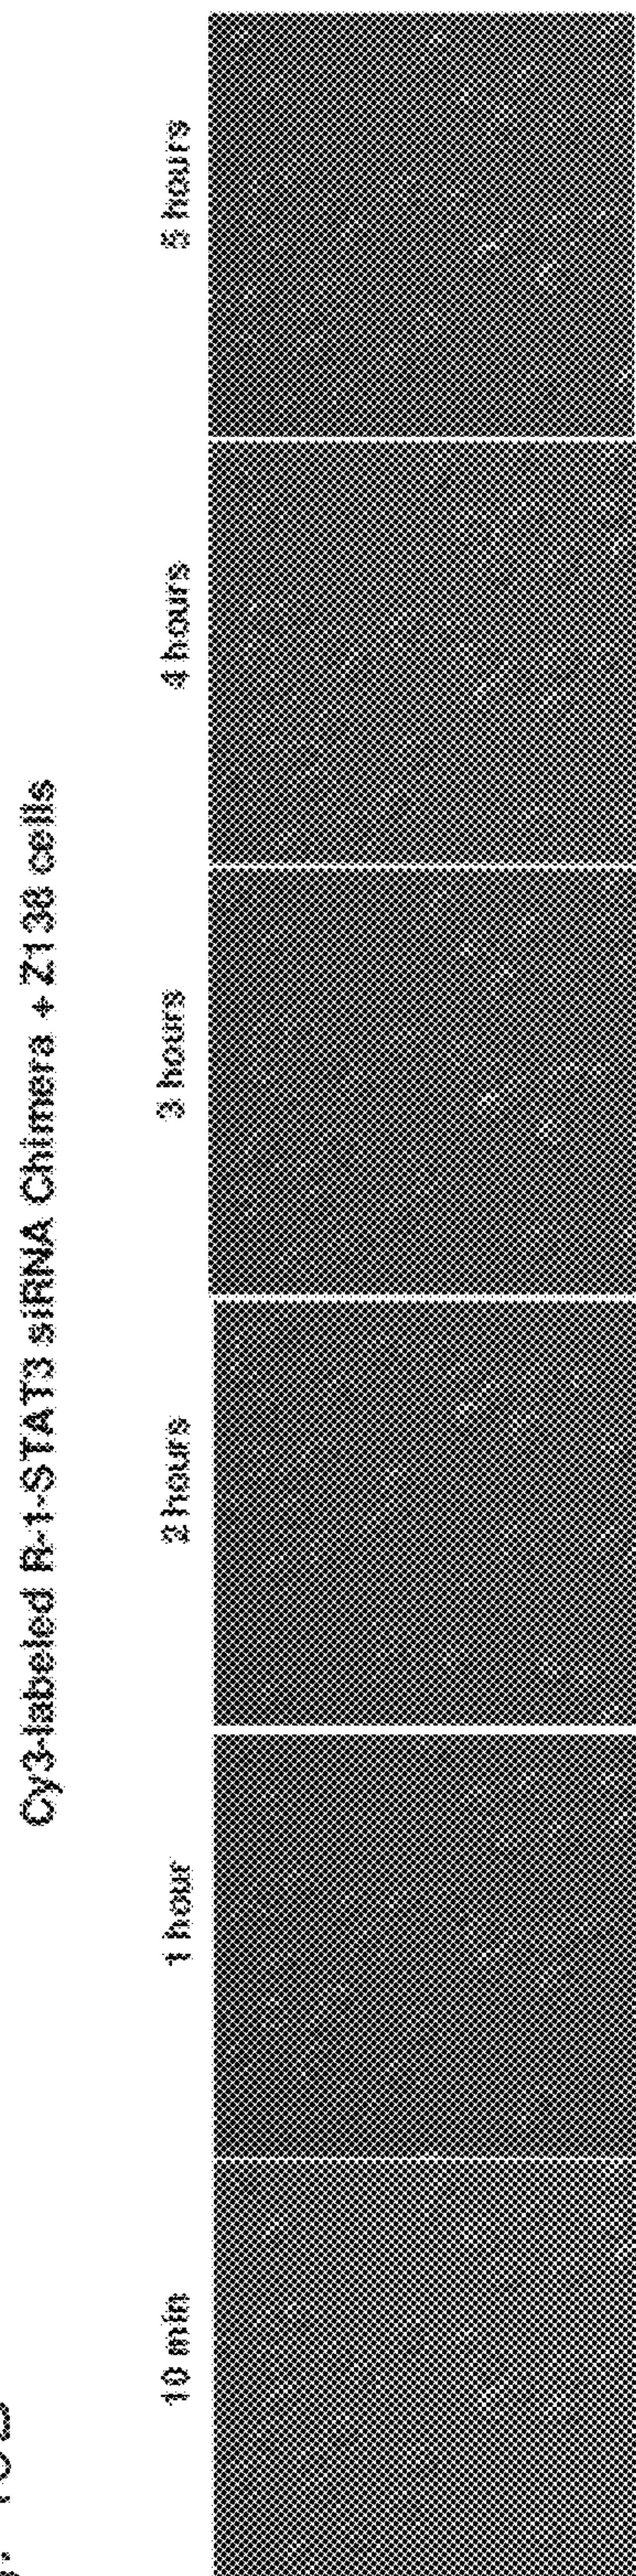 Cy3-labeled R-1-STAT3 siRNA Chimera + Z138 cells
10 min
1 hour
2 hours
3 hours
4 hours
5 hours